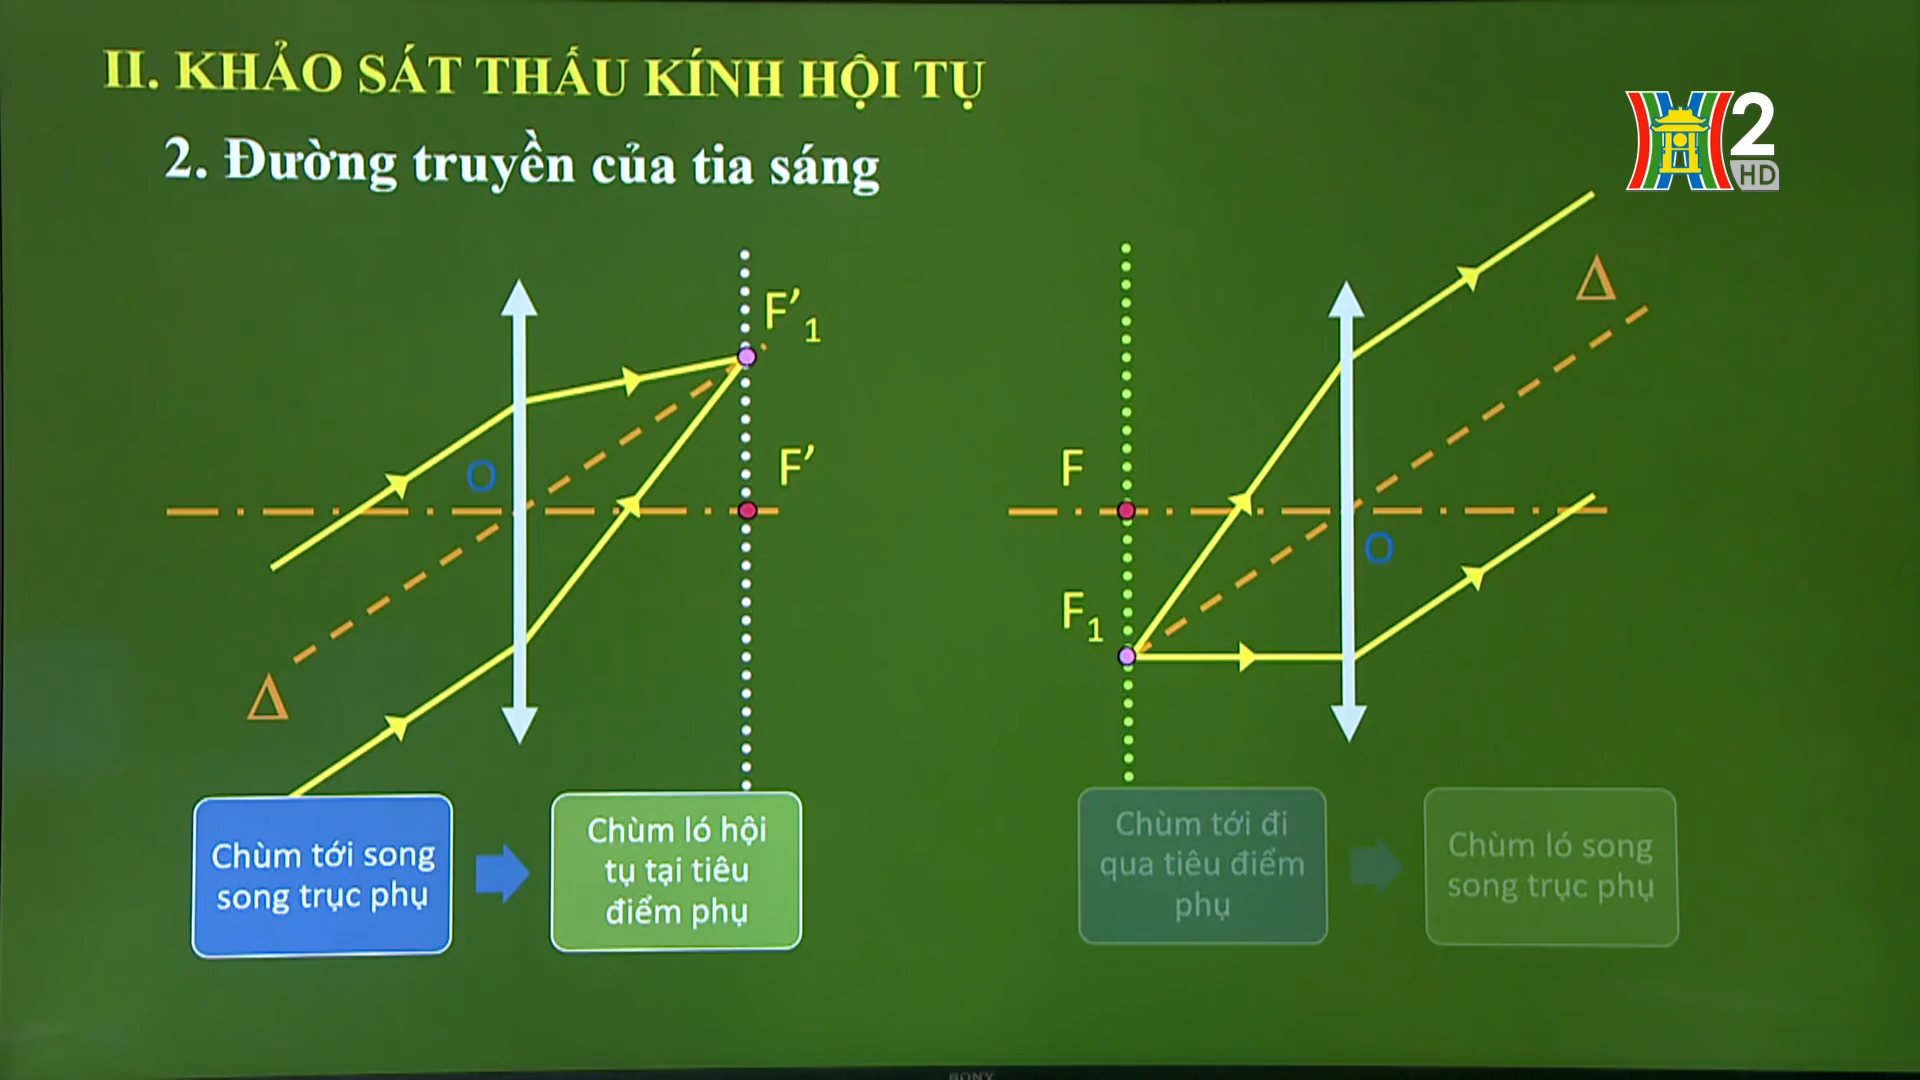 II. KHẢO SÁT THẤU KÍNH HỘI TỤ
2. Đường truyền của tia sáng
2
HD
F’1
F’
O
Δ
Δ
F
O
F1
Chùm tới song
song trục phụ
Chùm ló hội
tụ tại tiêu
điểm phụ
Chùm tới đi
qua tiêu điểm
phụ
Chùm ló song
song trục phụ
SONY